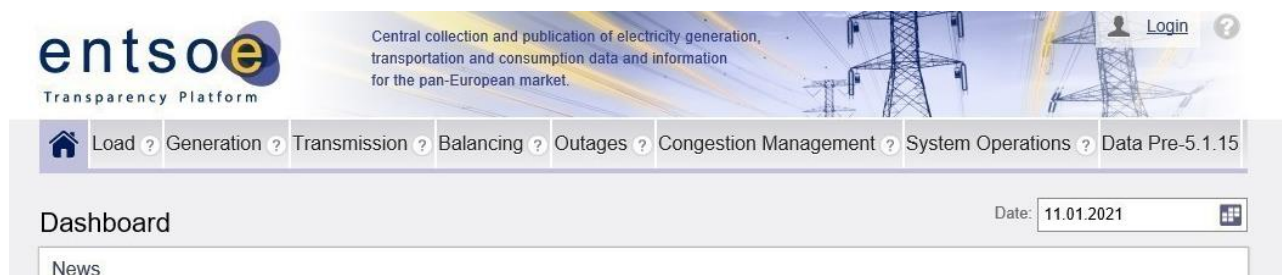 entsoe
Transparency Platform
Central collection and publication of electricity generation,
transportation and consumption data and information
for the pan-European market.
Login ?
Load ? Generation ? Transmission ? Balancing ? Outages ? Congestion Management ? System Operations ? Data Pre-5.1.15
Dashboard
Date: 11.01.2021
News